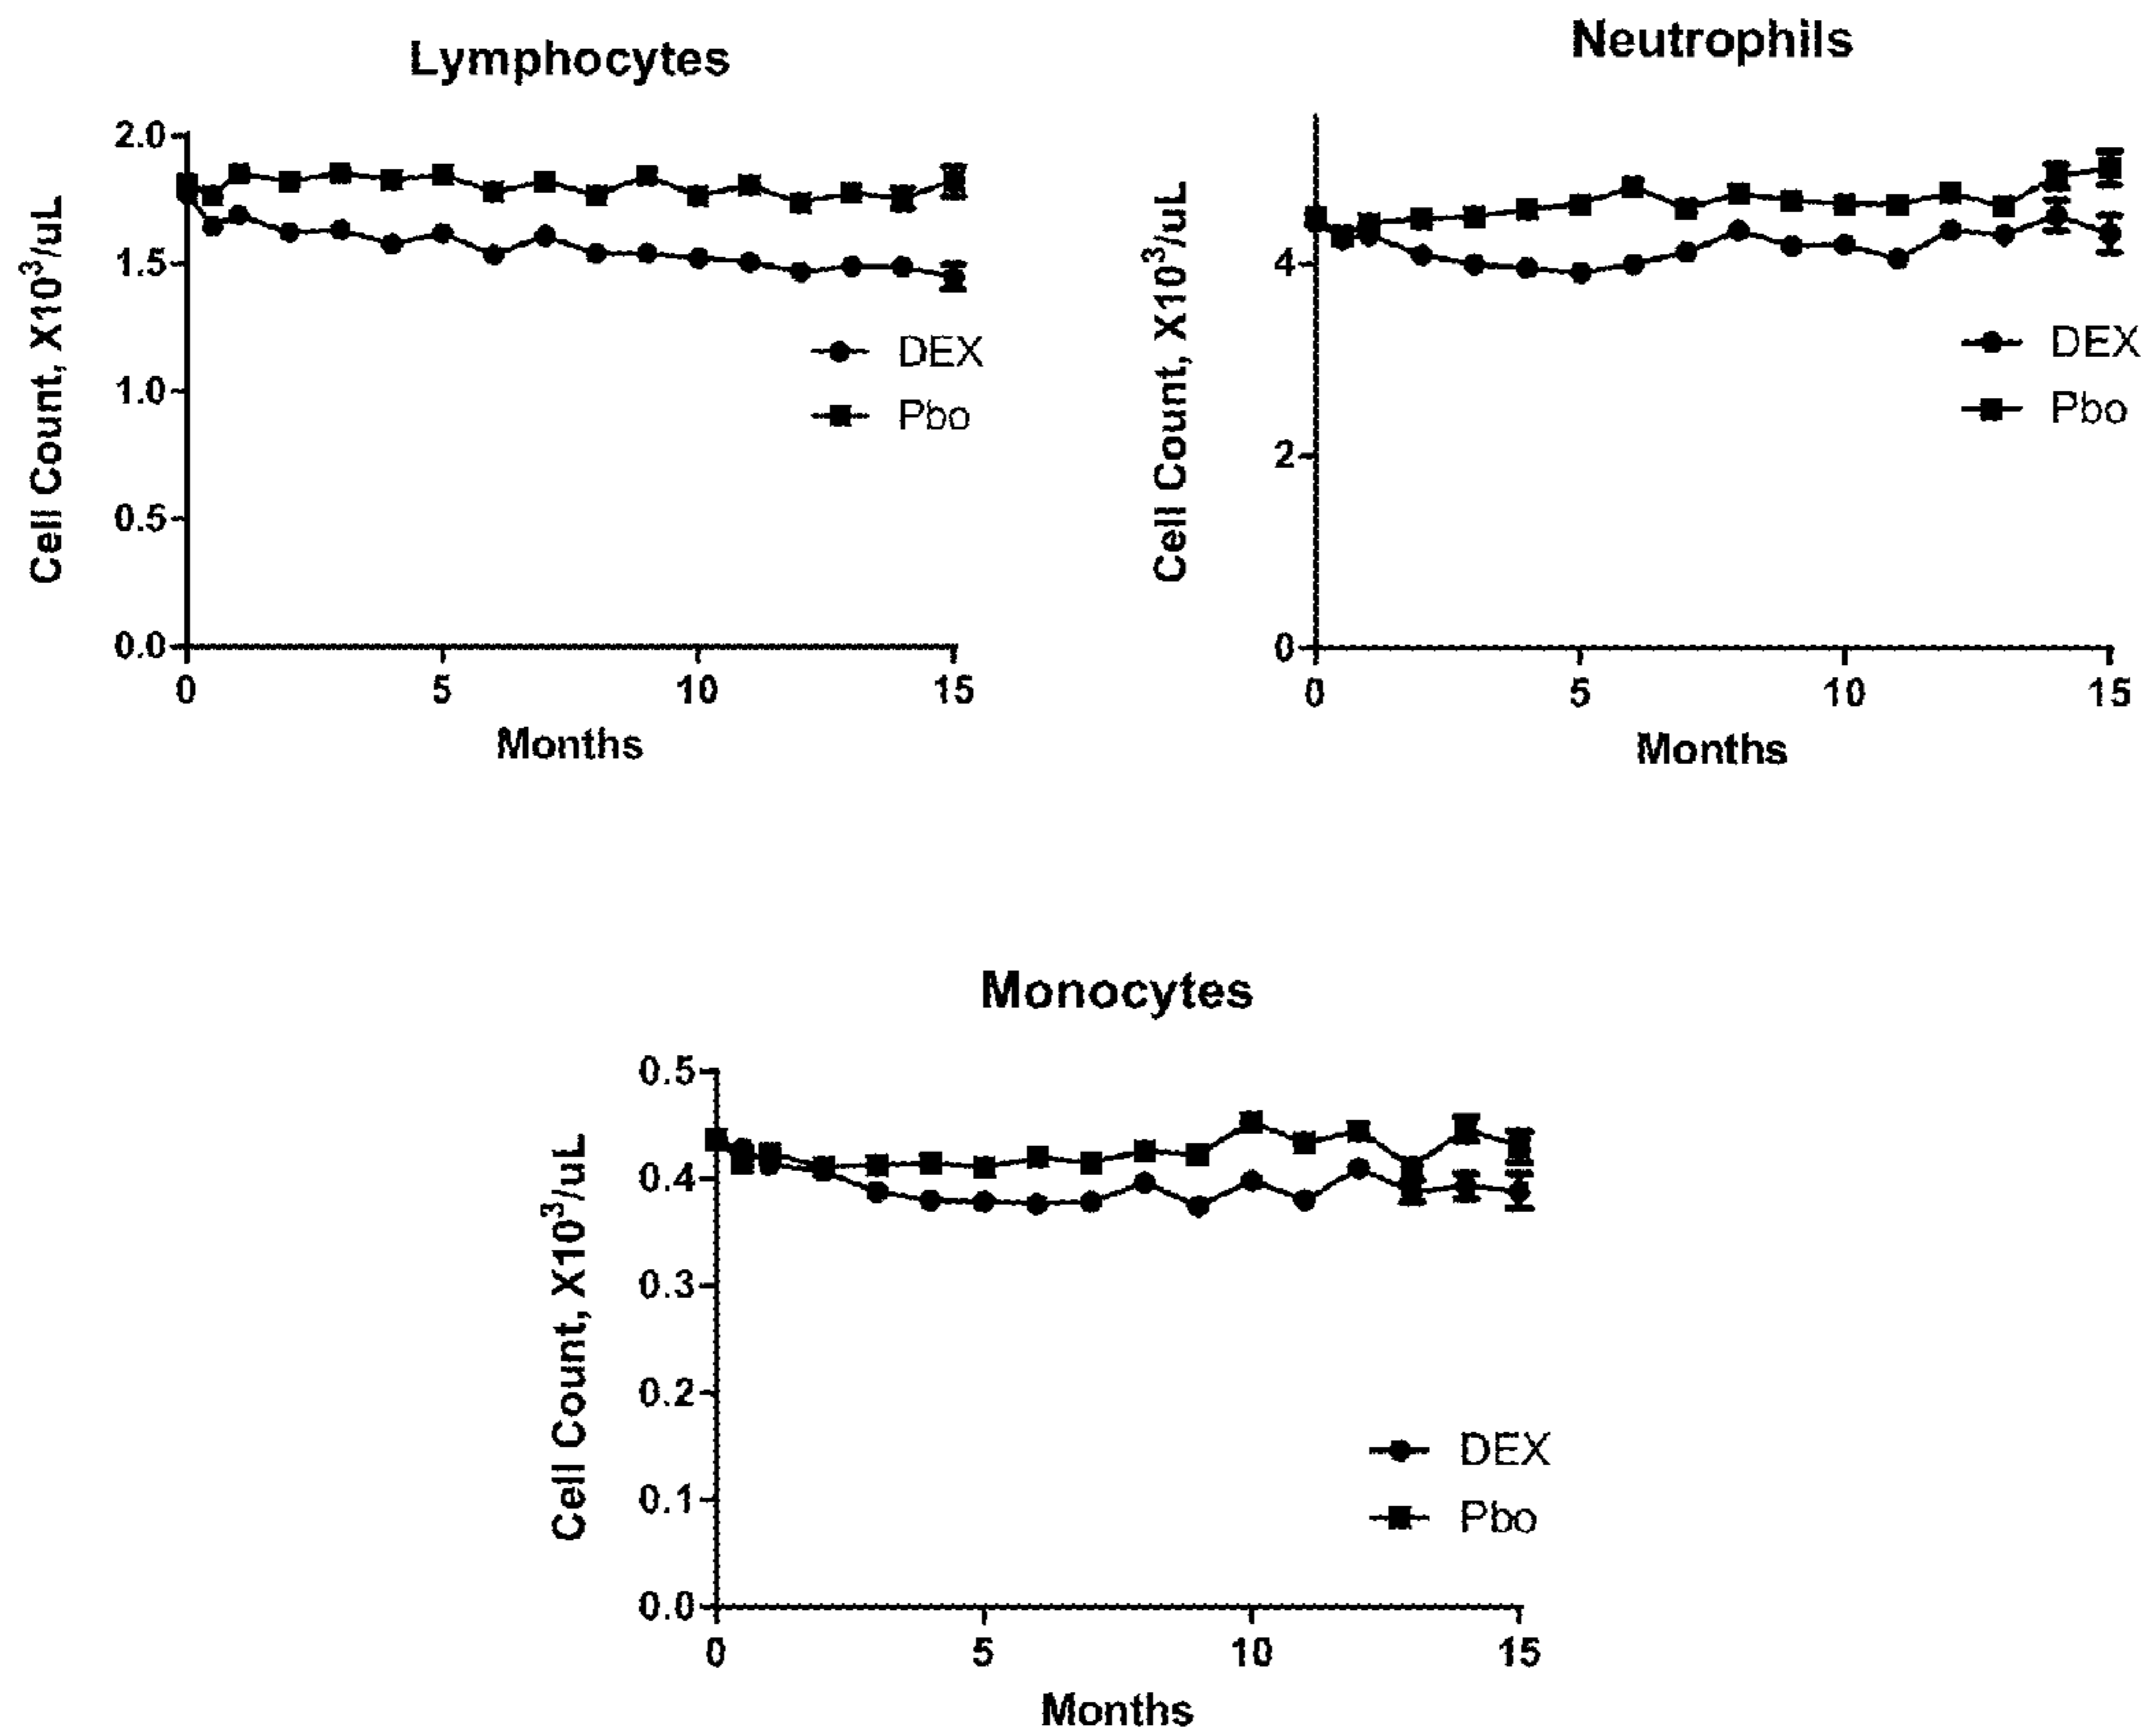 Lymphocytes
Cell Count, X10³/uL
2.0
1.5
1.0
0.5
0.0
0
5
10
15
Months
DEX
Pbo
Neutrophils
Cell Count, X10³/uL
4
2
0
0
5
10
15
Months
DEX
Pbo
Monocytes
Cell Count, X10³/uL
0.5
0.4
0.3
0.2
0.1
0.0
0
5
10
15
Months
DEX
Pbo